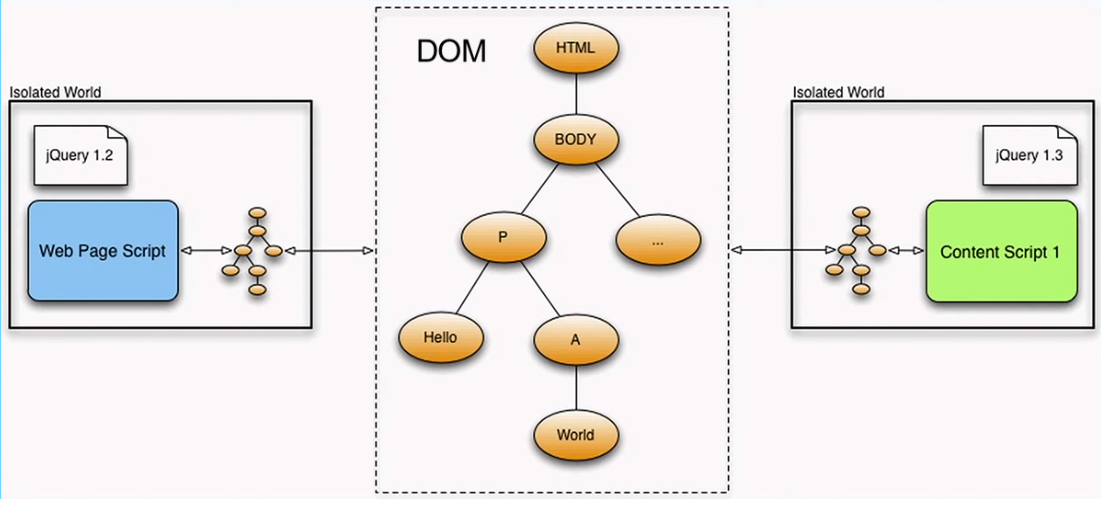 DOM
HTML
Isolated World
Isolated World
jQuery 1.2
BODY
jQuery 1.3
Web Page Script
P
...
Content Script 1
Hello
A
World